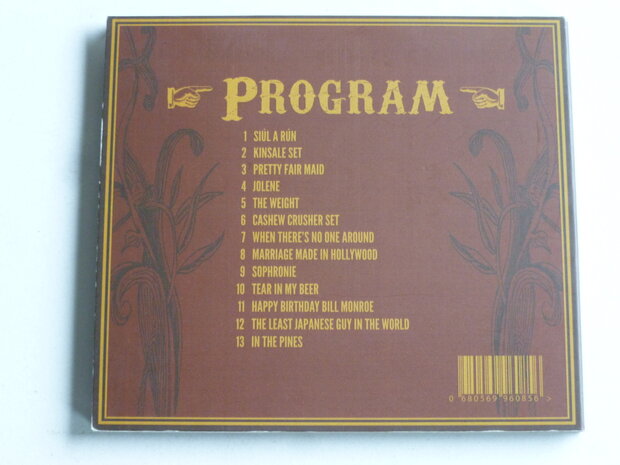 PROGRAM
1 SIÚL A RÚN
2 KINSALE SET
3 PRETTY FAIR MAID
4 JOLENE
5 THE WEIGHT
6 CASHEW CRUSHER SET
7 WHEN THERE'S NO ONE AROUND
8 MARRIAGE MADE IN HOLLYWOOD
9 SOPHRONIE
10 TEAR IN MY BEER
11 HAPPY BIRTHDAY BILL MONROE
12 THE LEAST JAPANESE GUY IN THE WORLD
13 IN THE PINES
0 680569 960856 >